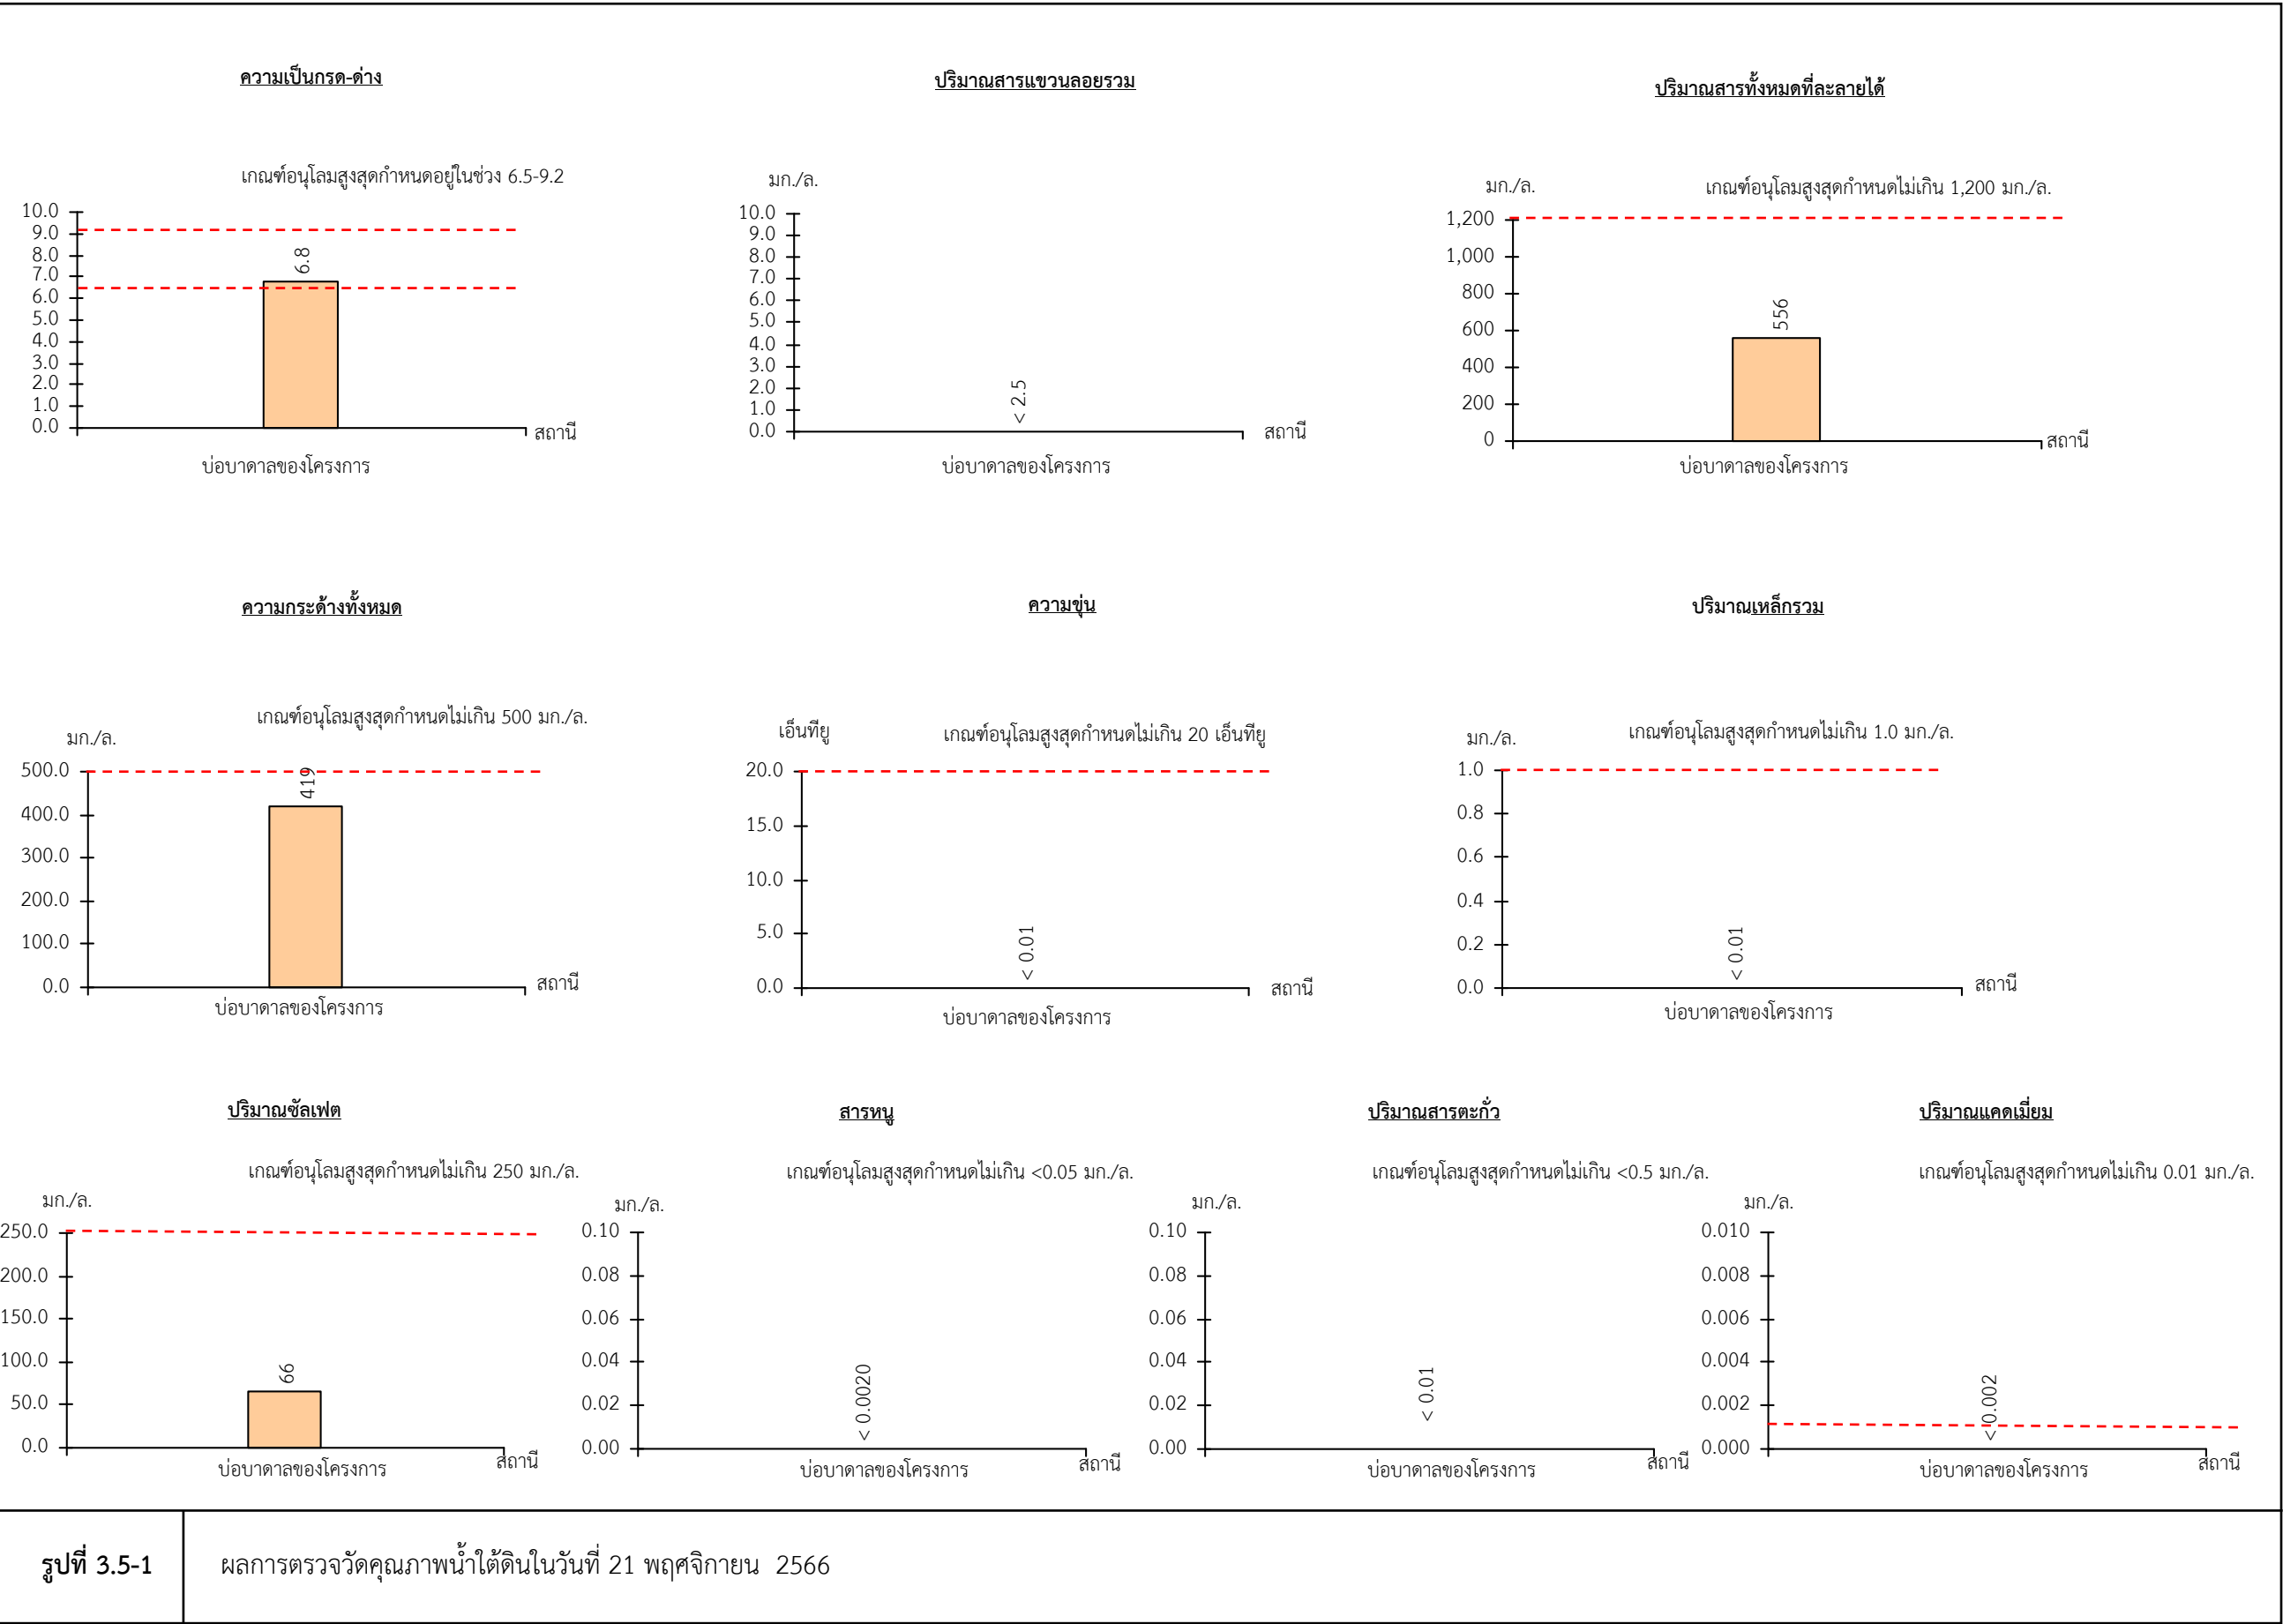 ความเป็นกรด-ด่าง
เกณฑ์อนุโลมสูงสุดกำหนดอยู่ในช่วง 6.5-9.2
10.0
9.0
8.0
7.0
6.0
5.0
4.0
3.0
2.0
1.0
0.0
6.8
สถานี
บ่อบาดาลของโครงการ
ปริมาณสารแขวนลอยรวม
มก./ล.
10.0
9.0
8.0
7.0
6.0
5.0
4.0
3.0
2.0
1.0
0.0
< 2.5
สถานี
บ่อบาดาลของโครงการ
ปริมาณสารทั้งหมดที่ละลายได้
มก./ล.
เกณฑ์อนุโลมสูงสุดกำหนดไม่เกิน 1,200 มก./ล.
1,200
1,000
800
600
400
200
0
556
สถานี
บ่อบาดาลของโครงการ
ความกระด้างทั้งหมด
เกณฑ์อนุโลมสูงสุดกำหนดไม่เกิน 500 มก./ล.
มก./ล.
500.0
400.0
300.0
200.0
100.0
0.0
419
สถานี
บ่อบาดาลของโครงการ
ความขุ่น
เอ็นทียู
เกณฑ์อนุโลมสูงสุดกำหนดไม่เกิน 20 เอ็นทียู
20.0
15.0
10.0
5.0
0.0
< 0.01
สถานี
บ่อบาดาลของโครงการ
ปริมาณเหล็กรวม
เกณฑ์อนุโลมสูงสุดกำหนดไม่เกิน 1.0 มก./ล.
มก./ล.
1.0
0.8
0.6
0.4
0.2
0.0
< 0.01
สถานี
บ่อบาดาลของโครงการ
ปริมาณซัลเฟต
เกณฑ์อนุโลมสูงสุดกำหนดไม่เกิน 250 มก./ล.
มก./ล.
250.0
200.0
150.0
100.0
50.0
0.0
66
สถานี
บ่อบาดาลของโครงการ
สารหนู
เกณฑ์อนุโลมสูงสุดกำหนดไม่เกิน <0.05 มก./ล.
มก./ล.
0.10
0.08
0.06
0.04
0.02
0.00
< 0.0020
สถานี
บ่อบาดาลของโครงการ
ปริมาณสารตะกั่ว
เกณฑ์อนุโลมสูงสุดกำหนดไม่เกิน <0.5 มก./ล.
มก./ล.
0.10
0.08
0.06
0.04
0.02
0.00
< 0.01
สถานี
บ่อบาดาลของโครงการ
ปริมาณแคดเมี่ยม
เกณฑ์อนุโลมสูงสุดกำหนดไม่เกิน 0.01 มก./ล.
มก./ล.
0.010
0.008
0.006
0.004
0.002
0.000
< 0.002
สถานี
บ่อบาดาลของโครงการ
รูปที่ 3.5-1
ผลการตรวจวัดคุณภาพน้ำใต้ดินในวันที่ 21 พฤศจิกายน 2566